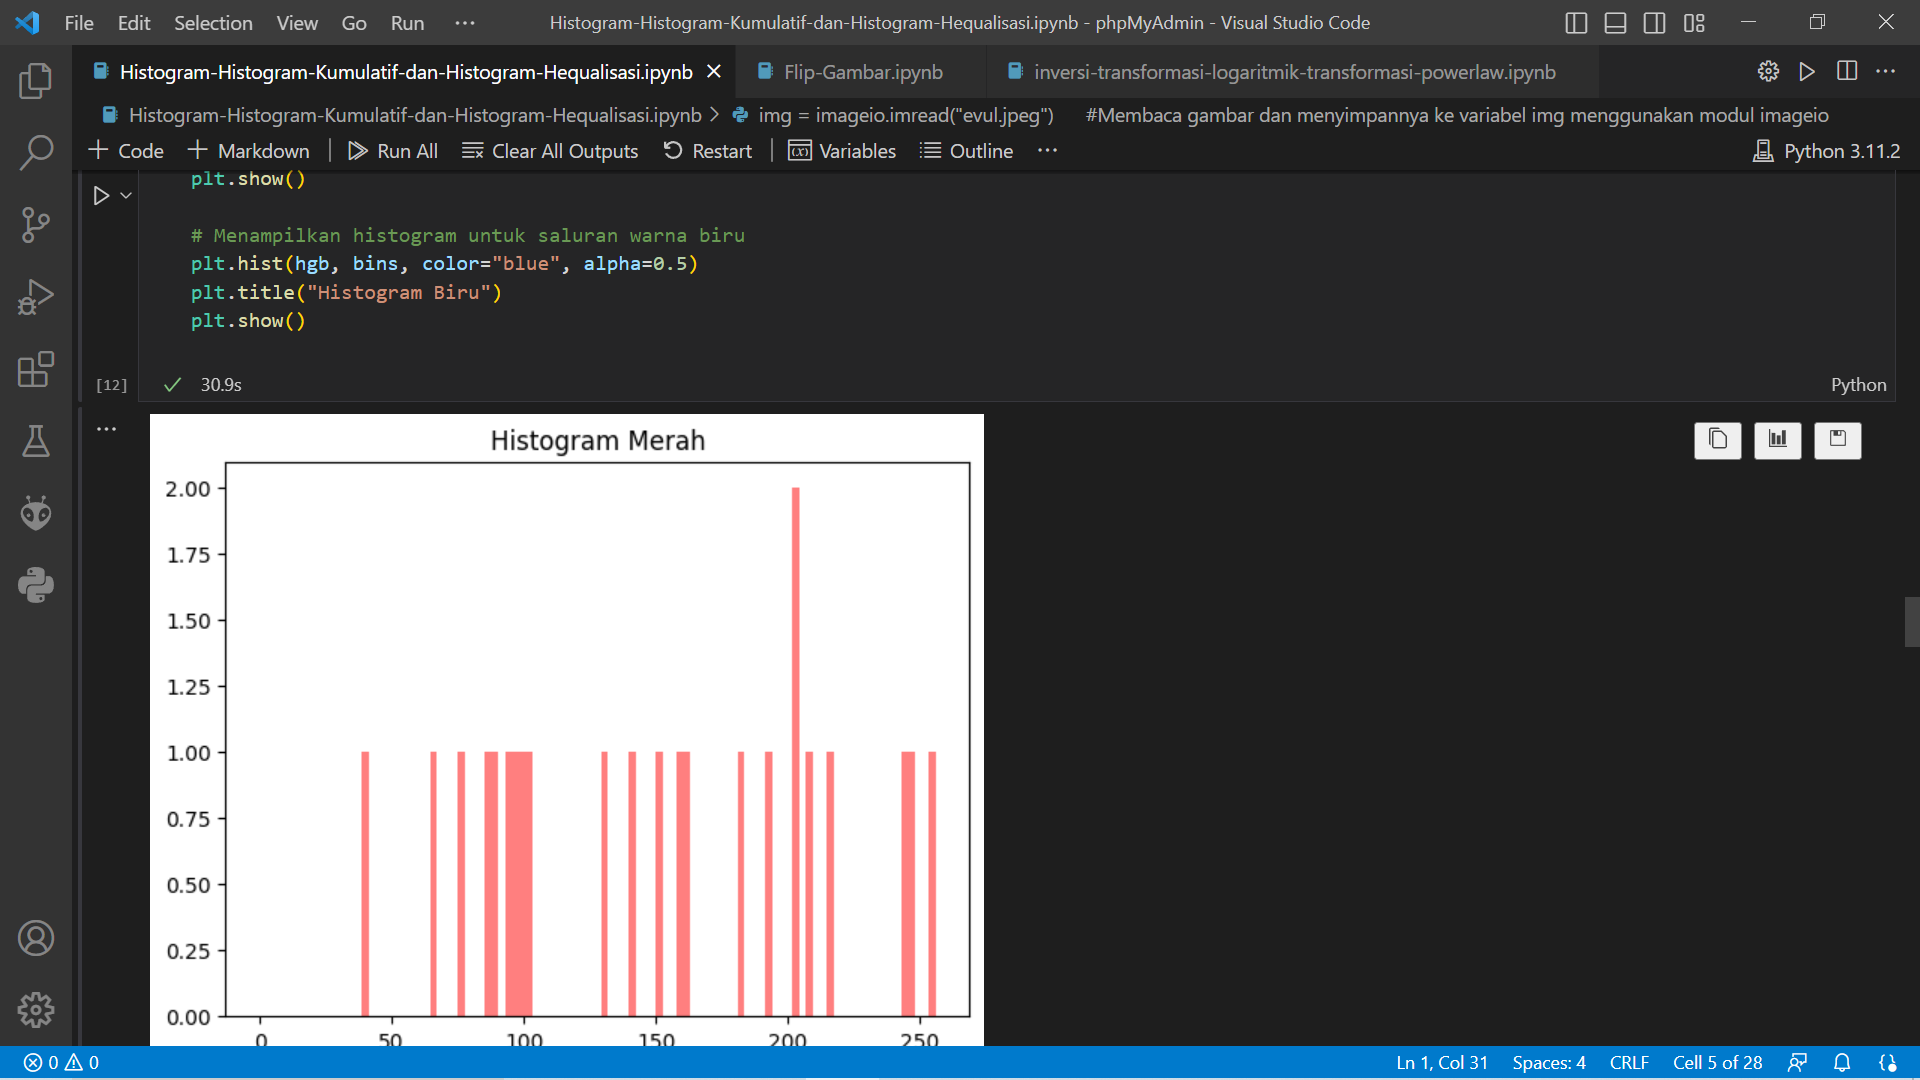 File Edit Selection View Go Run ··· Histogram-Histogram-Kumulatif-dan-Histogram-Hequalisasi.ipynb - phpMyAdmin - Visual Studio Code
Histogram-Histogram-Kumulatif-dan-Histogram-Hequalisasi.ipynb Flip-Gambar.ipynb inversi-transformasi-logaritmik-transformasi-powerlaw.ipynb
Histogram-Histogram-Kumulatif-dan-Histogram-Hequalisasi.ipynb > img = imageio.imread("evul.jpeg") #Membaca gambar dan menyimpannya ke variabel img menggunakan modul imageio
+ Code + Markdown | Run All Clear All Outputs Restart | Variables Outline ··· Python 3.11.2
plt.show()
# Menampilkan histogram untuk saluran warna biru
plt.hist(hgb, bins, color="blue", alpha=0.5)
plt.title("Histogram Biru")
plt.show()
[12] 30.9s Python
Histogram Merah
2.00
1.75
1.50
1.25
1.00
0.75
0.50
0.25
0.00
0 50 100 150 200 250
0 0 Ln 1, Col 31 Spaces: 4 CRLF Cell 5 of 28